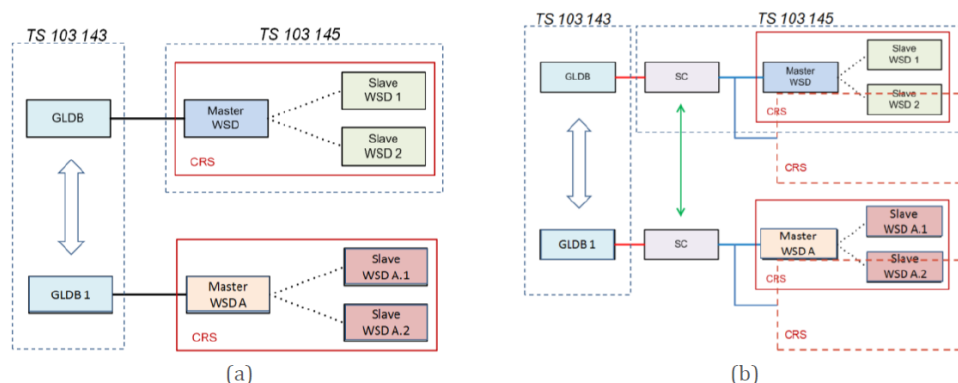 TS 103 143
TS 103 145
GLDB
Master
WSD
Slave
WSD 1
Slave
WSD 2
CRS
GLDB 1
Master
WSD A
Slave
WSD A.1
Slave
WSD A.2
CRS
(a)
TS 103 143
TS 103 145
GLDB
SC
Master
WSD
Slave
WSD 1
Slave
WSD 2
CRS
CRS
GLDB 1
SC
Master
WSD A
Slave
WSD A.1
Slave
WSD A.2
CRS
CRS
(b)